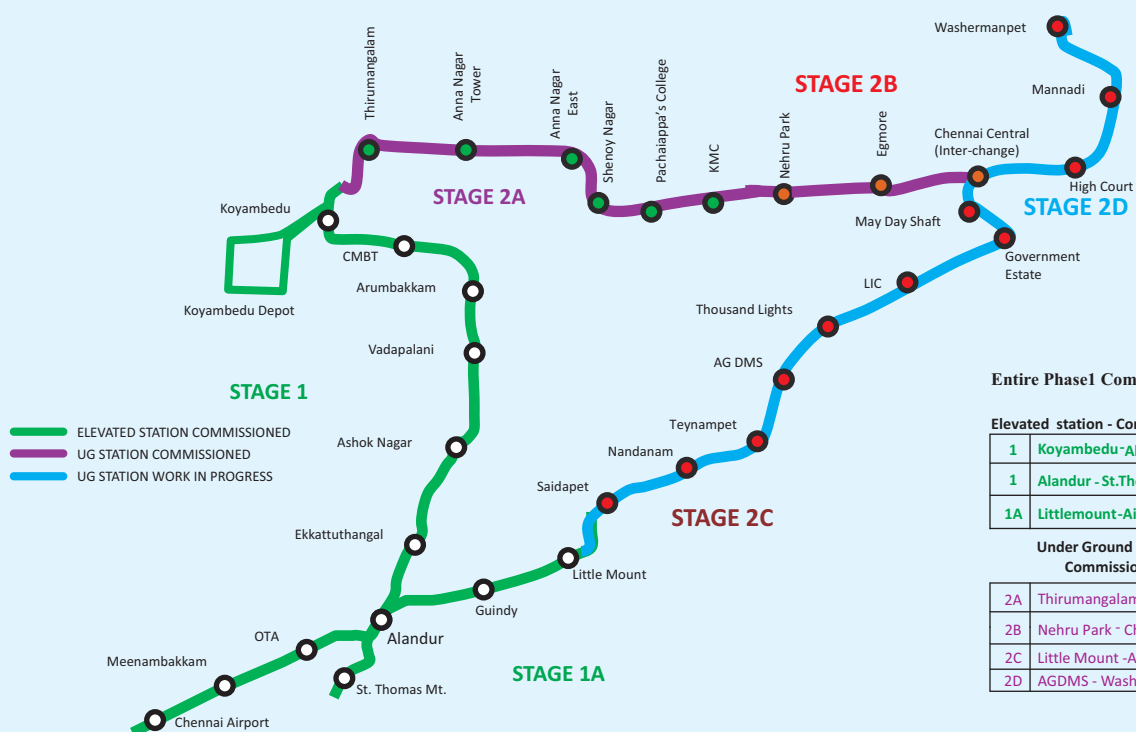 Washermanpet
STAGE 2B
Mannadi
Thirumangalam
Anna Nagar
Tower
Anna Nagar
East
Shenoy Nagar
Pachaiappa's College
KMC
Nehru Park
Egmore
Chennai Central
(Inter-change)
High Court
STAGE 2A
STAGE 2D
Koyambedu
May Day Shaft
CMBT
Government
Estate
Arumbakkam
LIC
Koyambedu Depot
Thousand Lights
Vadapalani
AG DMS
STAGE 1
ELEVATED STATION COMMISSIONED
UG STATION COMMISSIONED
UG STATION WORK IN PROGRESS
Teynampet
Ashok Nagar
Nandanam
Saidapet
STAGE 2C
Ekkattuthangal
Little Mount
Guindy
OTA
Alandur
Meenambakkam
STAGE 1A
St. Thomas Mt.
Chennai Airport
Entire Phase1 Com
Elevated station - Co
1 Koyambedu-Al
1 Alandur - St.Tho
1A Littlemount-Ai
Under Ground
Commissio
2A Thirumangalam
2B Nehru Park - Ch
2C Little Mount -A
2D AGDMS - Wash